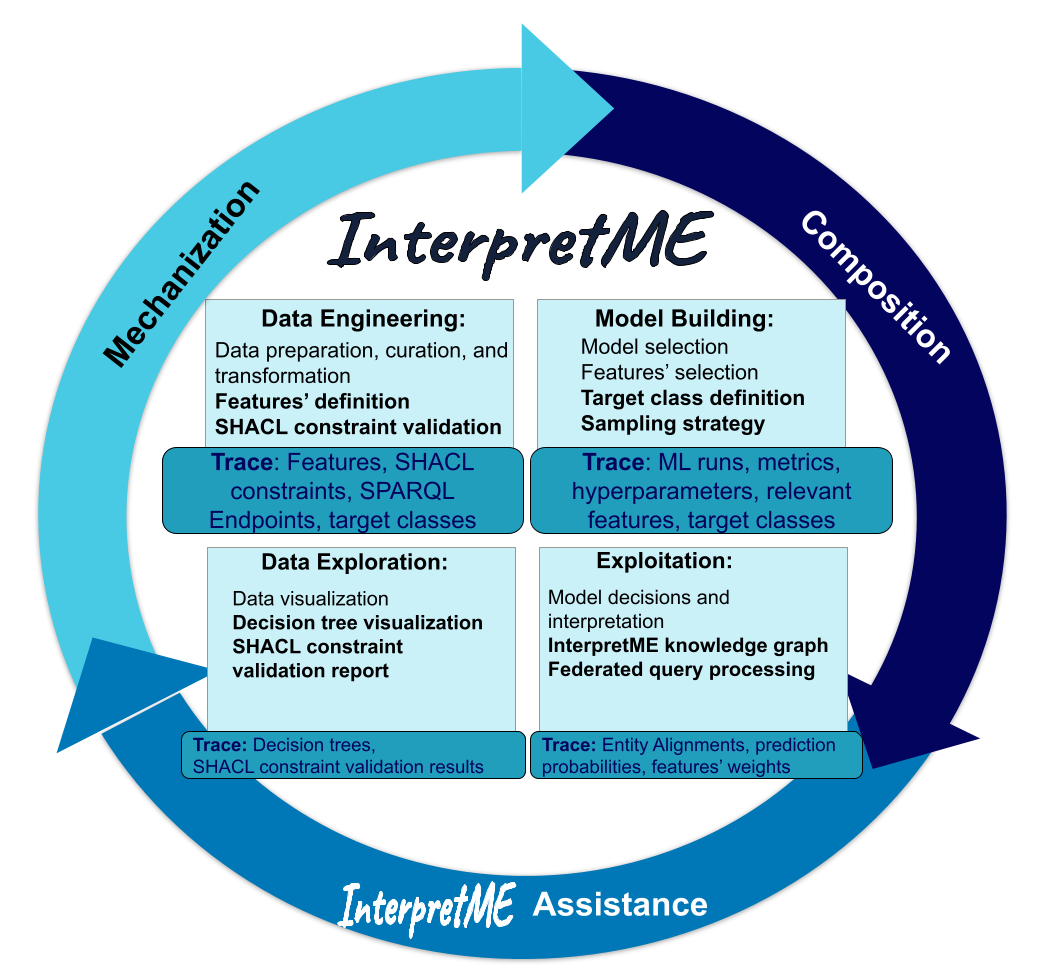 InterpretME
Mechanization
Composition
Data Engineering:
Data preparation, curation, and
transformation
Features’ definition
SHACL constraint validation
Trace: Features, SHACL
constraints, SPARQL
Endpoints, target classes
Model Building:
Model selection
Features’ selection
Target class definition
Sampling strategy
Trace: ML runs, metrics,
hyperparameters, relevant
features, target classes
Data Exploration:
Data visualization
Decision tree visualization
SHACL constraint
validation report
Trace: Decision trees,
SHACL constraint validation results
Exploitation:
Model decisions and
interpretation
InterpretME knowledge graph
Federated query processing
Trace: Entity Alignments, prediction
probabilities, features’ weights
InterpretME Assistance